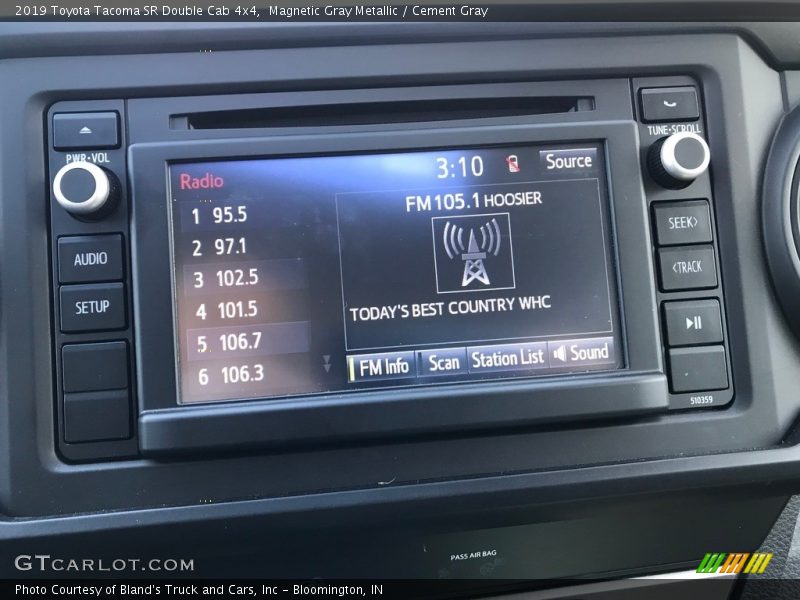 2019 Toyota Tacoma SR Double Cab 4x4,  Magnetic Gray Metallic / Cement Gray
PWR•VOL
AUDIO
SETUP
Radio
3:10
Source
1 95.5
2 97.1
3 102.5
4 101.5
5 106.7
6 106.3
FM 105.1 HOOSIER
TODAY'S BEST COUNTRY WHC
FM Info
Scan
Station List
Sound
TUNE•SCROLL
SEEK>
<TRACK
510359
PASS AIR BAG
GTCARLOT.COM
Photo Courtesy of Bland's Truck and Cars, Inc – Bloomington, IN